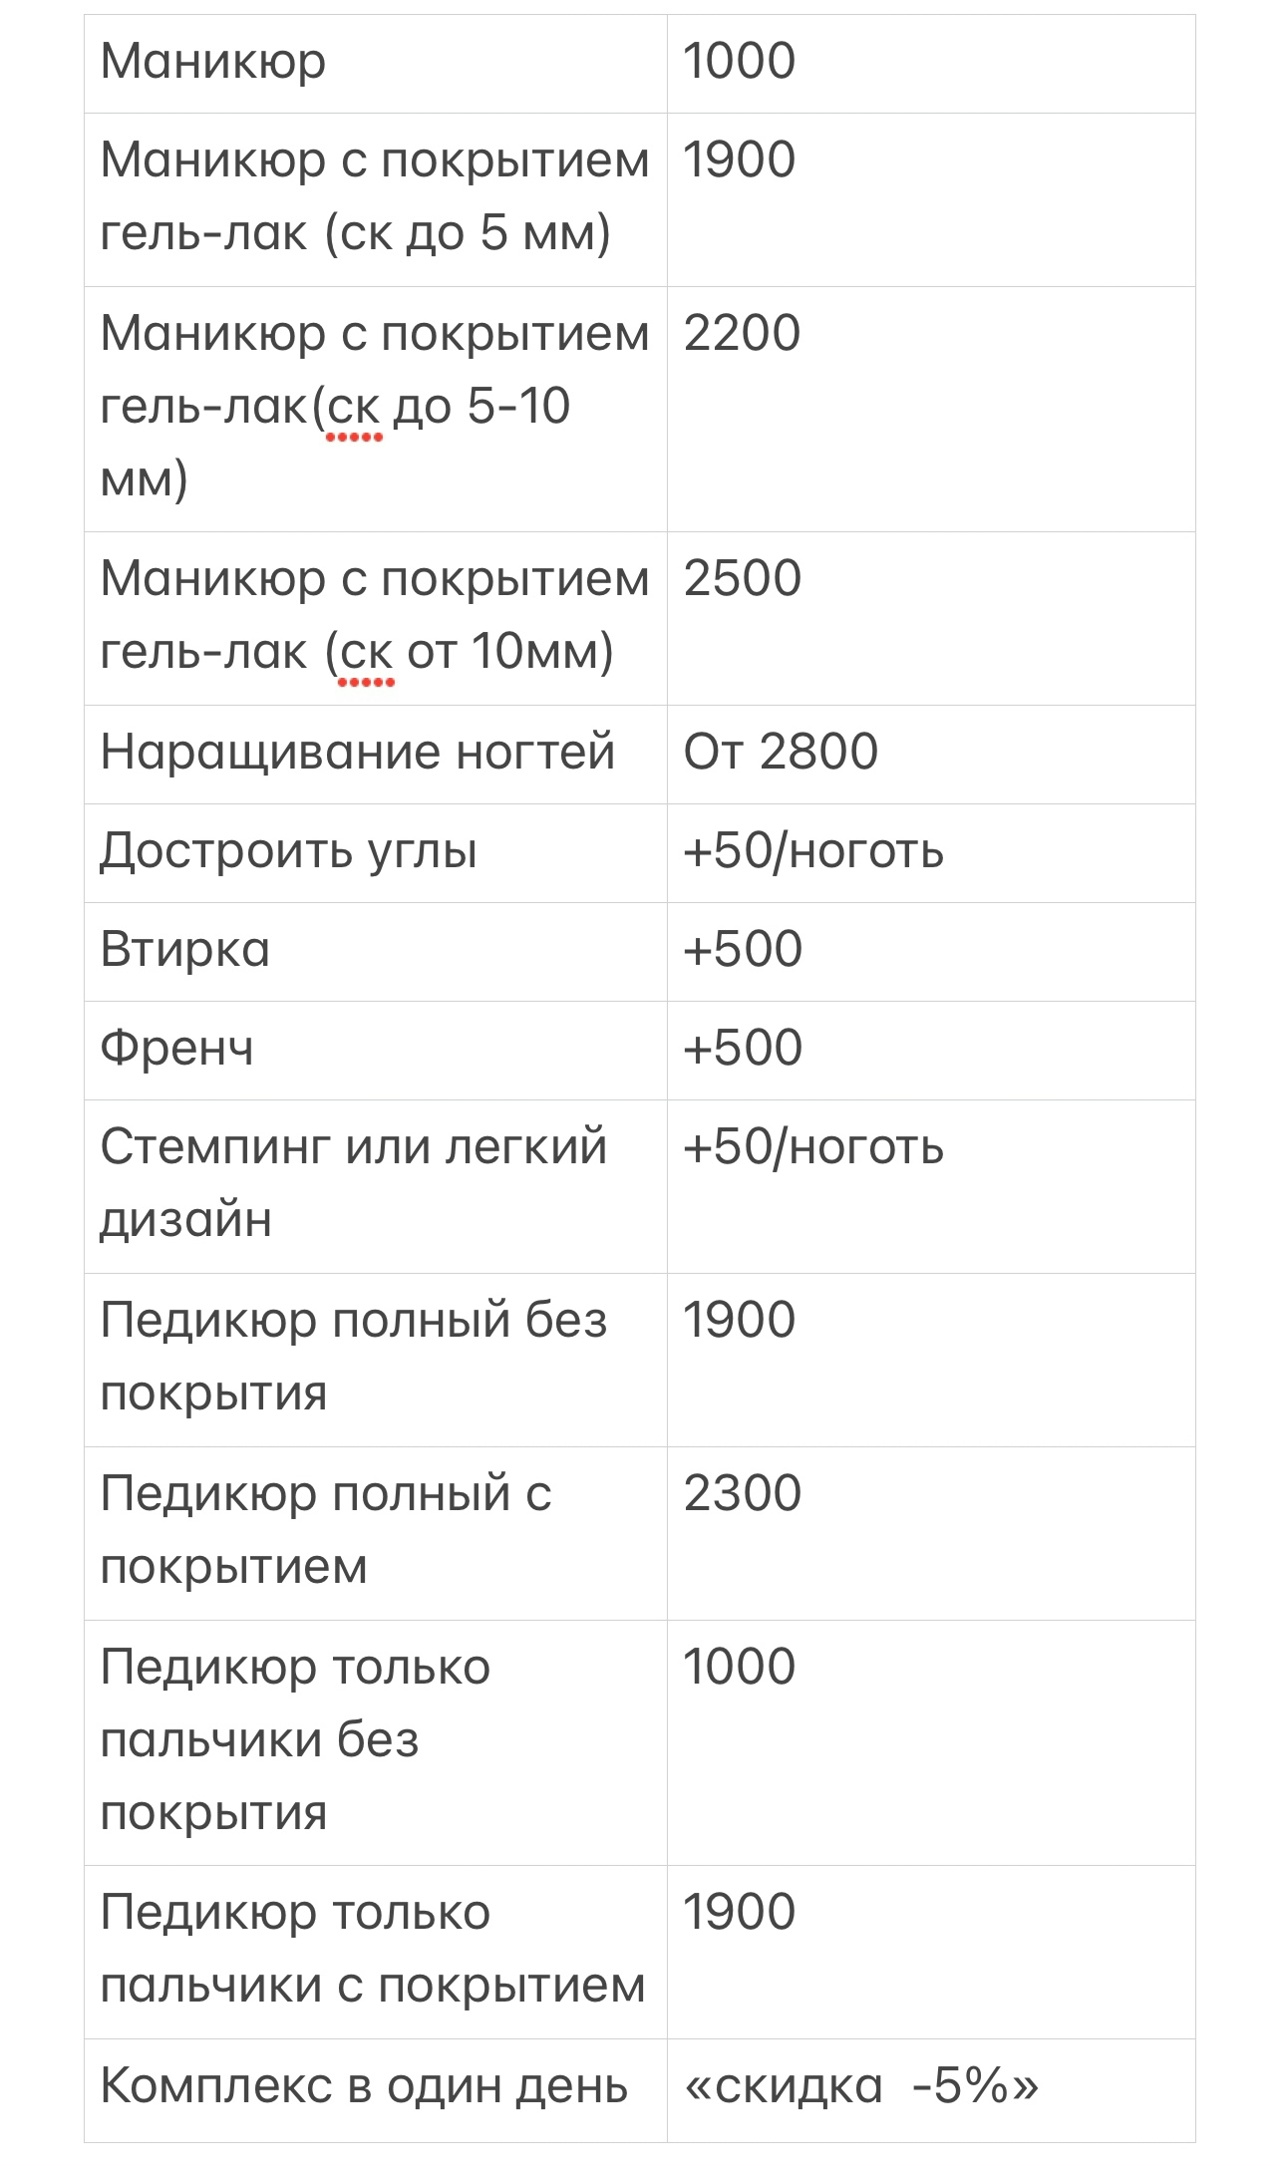 Маникюр 1000
Маникюр с покрытием 1900
гель-лак (ск до 5 мм)
Маникюр с покрытием 2200
гель-лак(ск до 5-10
мм)
Маникюр с покрытием 2500
гель-лак (ск от 10мм)
Наращивание ногтей От 2800
Достроить углы +50/ноготь
Втирка +500
Френч +500
Стемпинг или легкий +50/ноготь
дизайн
Педикюр полный без 1900
покрытия
Педикюр полный с 2300
покрытием
Педикюр только 1000
пальчики без
покрытия
Педикюр только 1900
пальчики с покрытием
Комплекс в один день «скидка -5%»